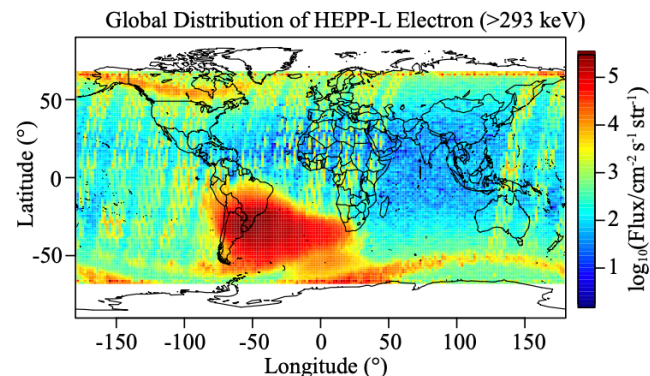 Global Distribution of HEPP-L Electron (>293 keV)
50
0
-50
Latitude (°)
-150 -100 -50 0 50 100 150
Longitude (°)
5
4
3
2
1
log₁₀(Flux/cm⁻² s⁻¹ str⁻¹)